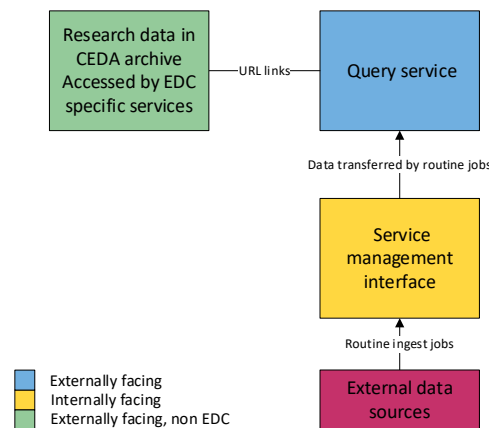 Research data in
CEDA archive
Accessed by EDC
specific services
URL links
Query service
Data transferred by routine jobs
Service
management
interface
Routine ingest jobs
External data
sources
Externally facing
Internally facing
Externally facing, non EDC